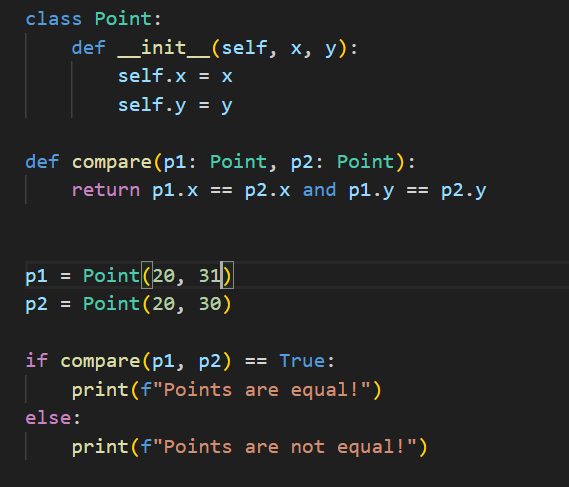 class Point:
    def __init__(self, x, y):
        self.x = x
        self.y = y
def compare(p1: Point, p2: Point):
    return p1.x == p2.x and p1.y == p2.y
p1 = Point(20, 31)
p2 = Point(20, 30)
if compare(p1, p2) == True:
    print(f"Points are equal!")
else:
    print(f"Points are not equal!")